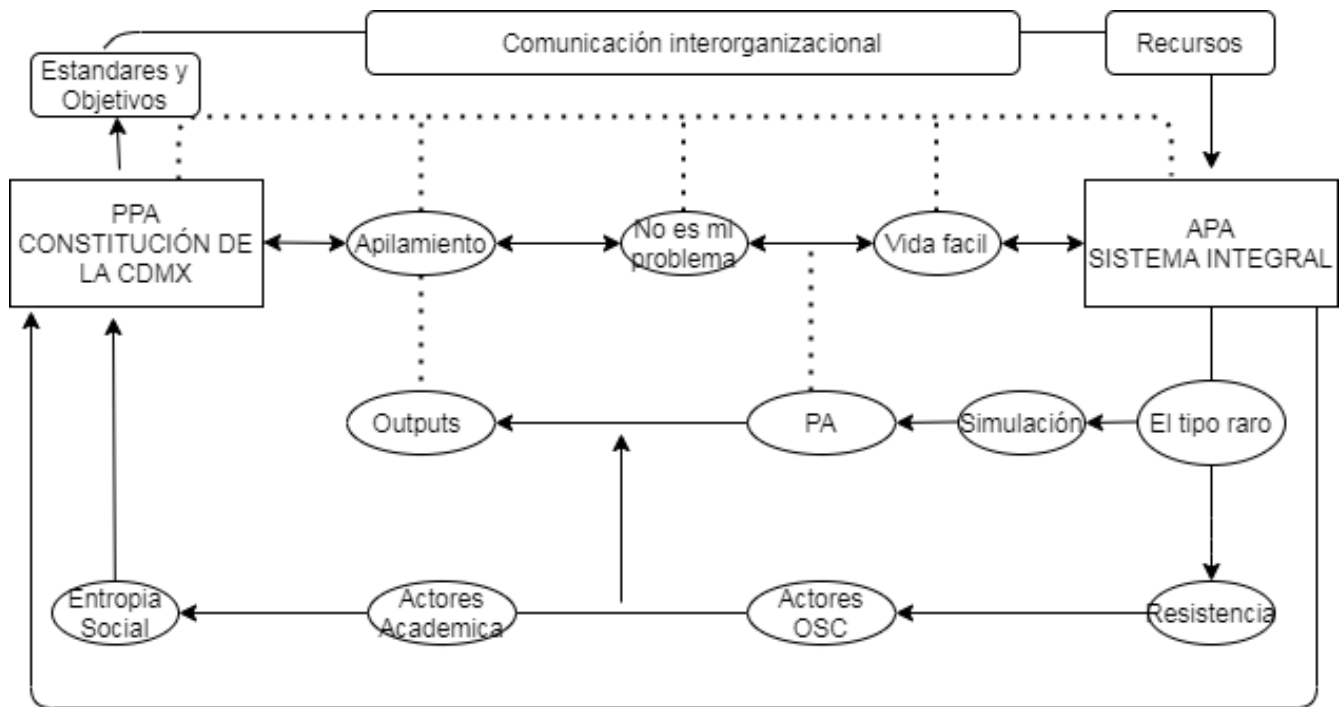 Comunicación interorganizacional
Recursos
Estandares y
Objetivos
PPA
CONSTITUCIÓN DE
LA CDMX
Apilamiento
No es mi
problema
Vida facil
APA
SISTEMA INTEGRAL
Outputs
PA
Simulación
El tipo raro
Entropia
Social
Actores
Academica
Actores
OSC
Resistencia